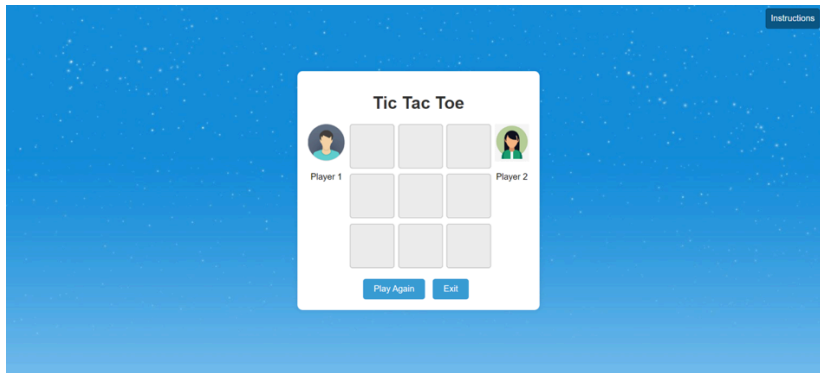 Instructions
Tic Tac Toe
Player 1
Player 2
Play Again
Exit